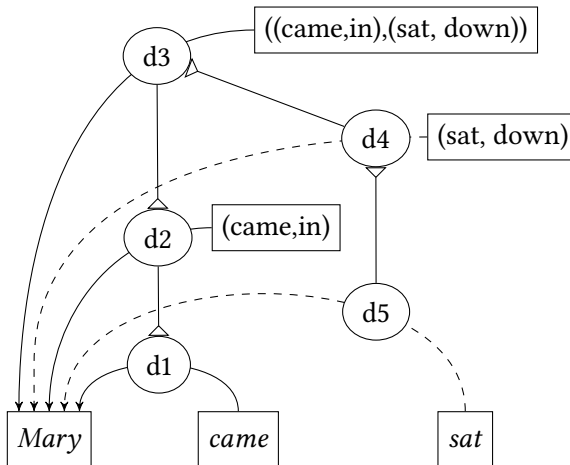 ((came,in),(sat, down))
d3
d4
(sat, down)
d2
(came,in)
d5
d1
Mary
came
sat